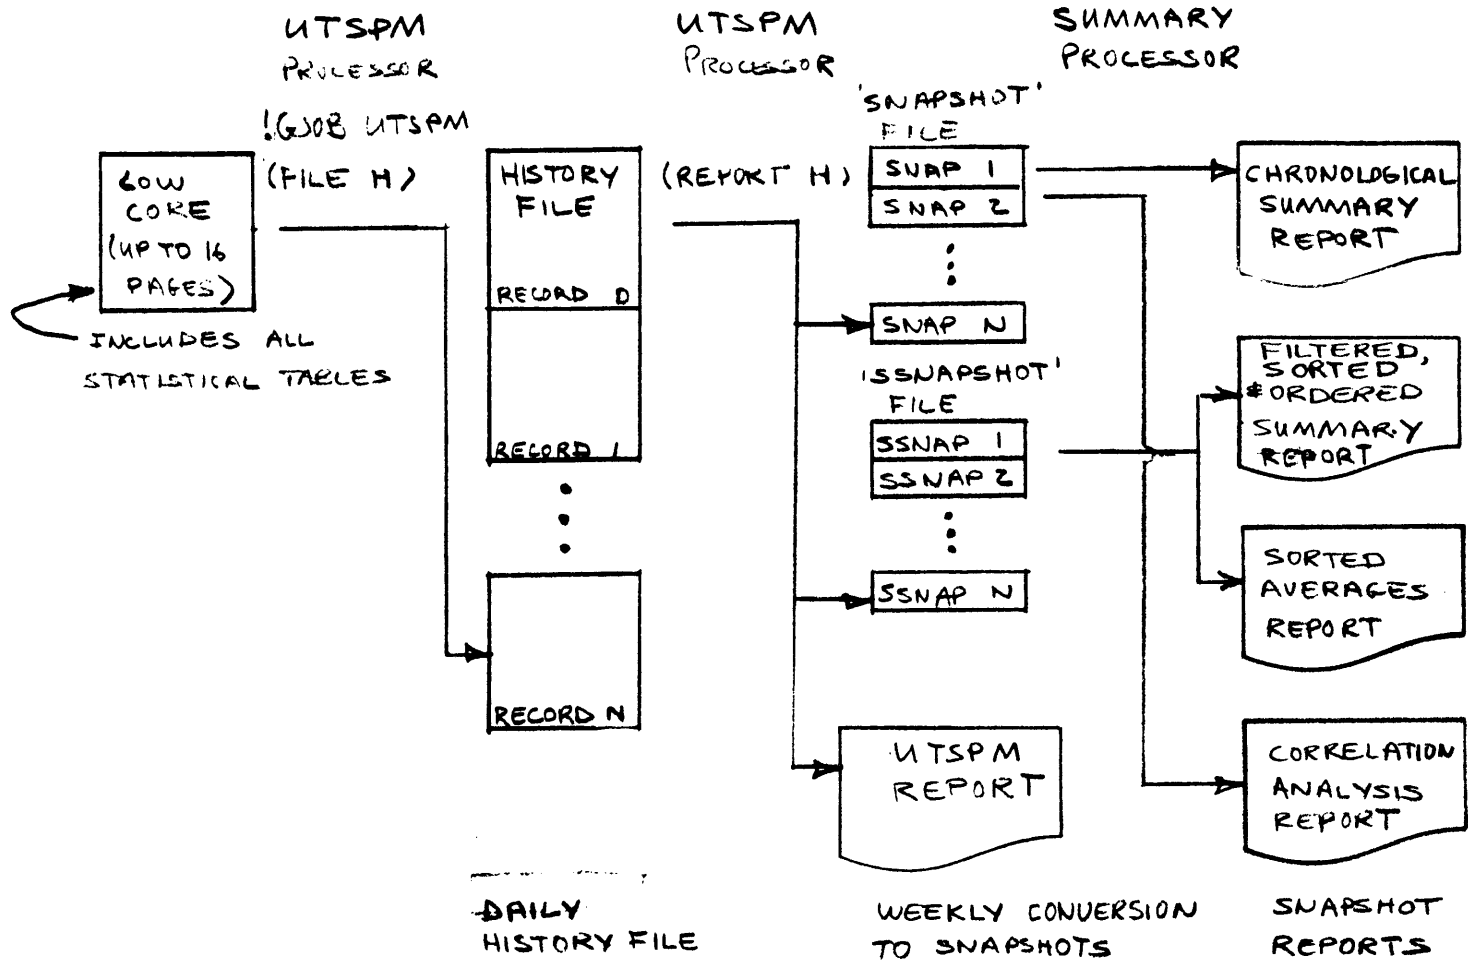 UTSPM
PROCESSOR
!GJOB UTSPM
(FILE H)
LOW
CORE
(UP TO 16
PAGES)
INCLUDES ALL
STATISTICAL TABLES
HISTORY
FILE
RECORD 0
RECORD 1
RECORD N
DAILY
HISTORY FILE
UTSPM
PROCESSOR
(REPORT H)
'SNAPSHOT'
FILE
SNAP 1
SNAP 2
SNAP N
'SSNAPSHOT'
FILE
SSNAP 1
SSNAP 2
SSNAP N
UTSPM
REPORT
WEEKLY CONVERSION
TO SNAPSHOTS
SUMMARY
PROCESSOR
CHRONOLOGICAL
SUMMARY
REPORT
FILTERED,
SORTED
& ORDERED
SUMMARY
REPORT
SORTED
AVERAGES
REPORT
CORRELATION
ANALYSIS
REPORT
SNAPSHOT
REPORTS